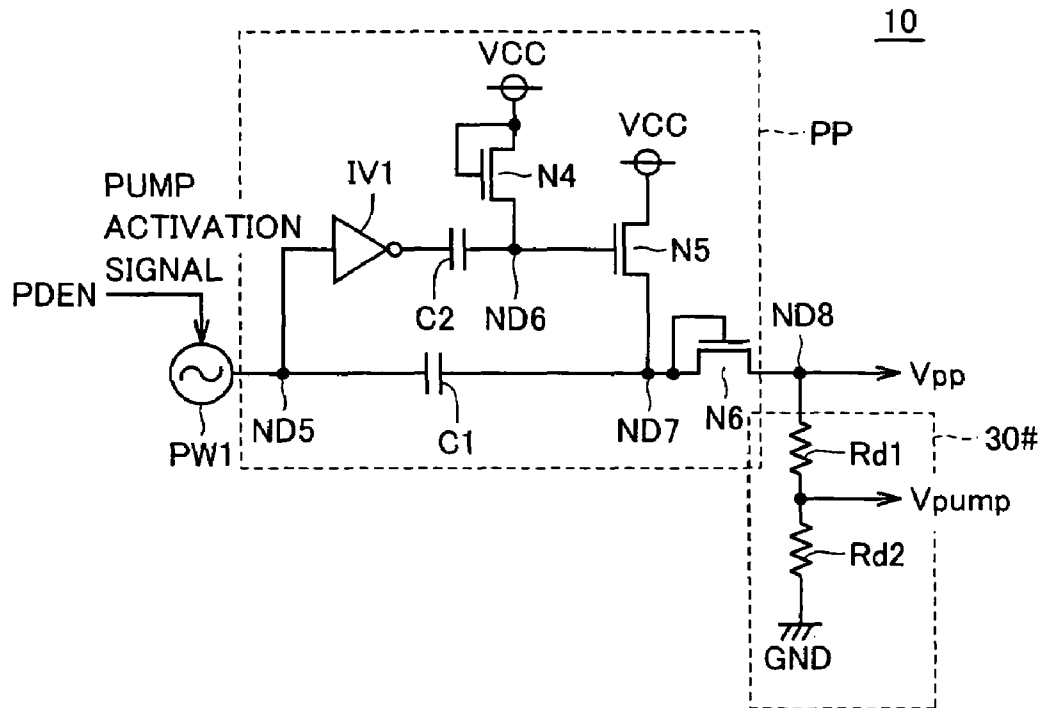 10
VCC
VCC
PP
IV1
N4
PUMP
ACTIVATION
SIGNAL
N5
PDEN
C2
ND6
ND8
Vpp
ND5
C1
ND7
N6
PW1
30#
Rd1
Vpump
Rd2
GND